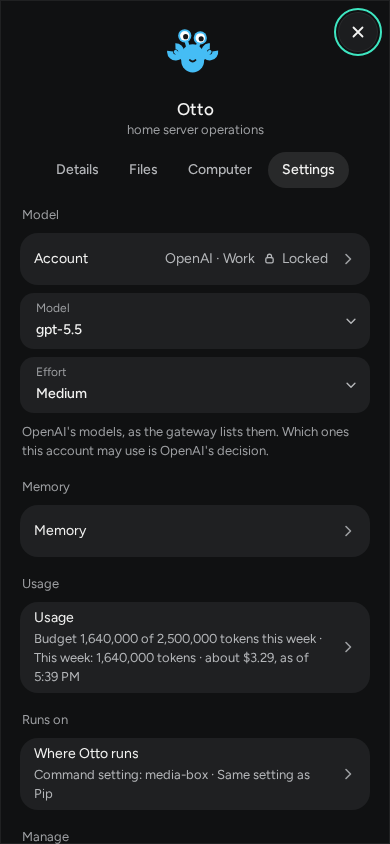 Otto
home server operations
Details Files Computer Settings
Model
Account OpenAI · Work Locked
Model
gpt-5.5
Effort
Medium
OpenAI's models, as the gateway lists them. Which ones
this account may use is OpenAI's decision.
Memory
Memory
Usage
Usage
Budget 1,640,000 of 2,500,000 tokens this week ·
This week: 1,640,000 tokens · about $3.29, as of
5:39 PM
Runs on
Where Otto runs
Command setting: media-box · Same setting as
Pip
Manage